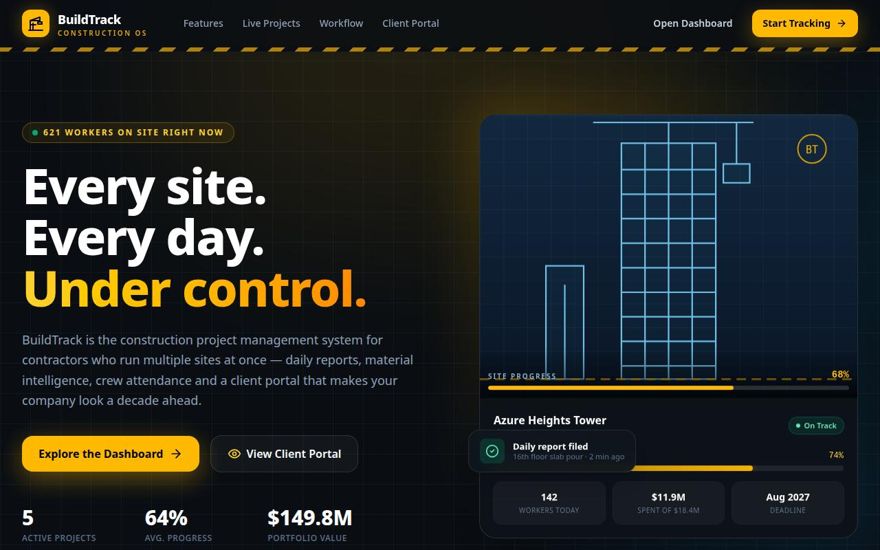 BuildTrack
CONSTRUCTION OS
Features
Live Projects
Workflow
Client Portal
Open Dashboard
Start Tracking
621 WORKERS ON SITE RIGHT NOW
Every site.
Every day.
Under control.
BuildTrack is the construction project management system for
contractors who run multiple sites at once — daily reports, material
intelligence, crew attendance and a client portal that makes your
company look a decade ahead.
Explore the Dashboard
View Client Portal
5
ACTIVE PROJECTS
64%
AVG. PROGRESS
$149.8M
PORTFOLIO VALUE
BT
SITE PROGRESS
68%
Azure Heights Tower
On Track
Daily report filed
16th floor slab pour · 2 min ago
74%
142
WORKERS TODAY
$11.9M
SPENT OF $18.4M
Aug 2027
DEADLINE